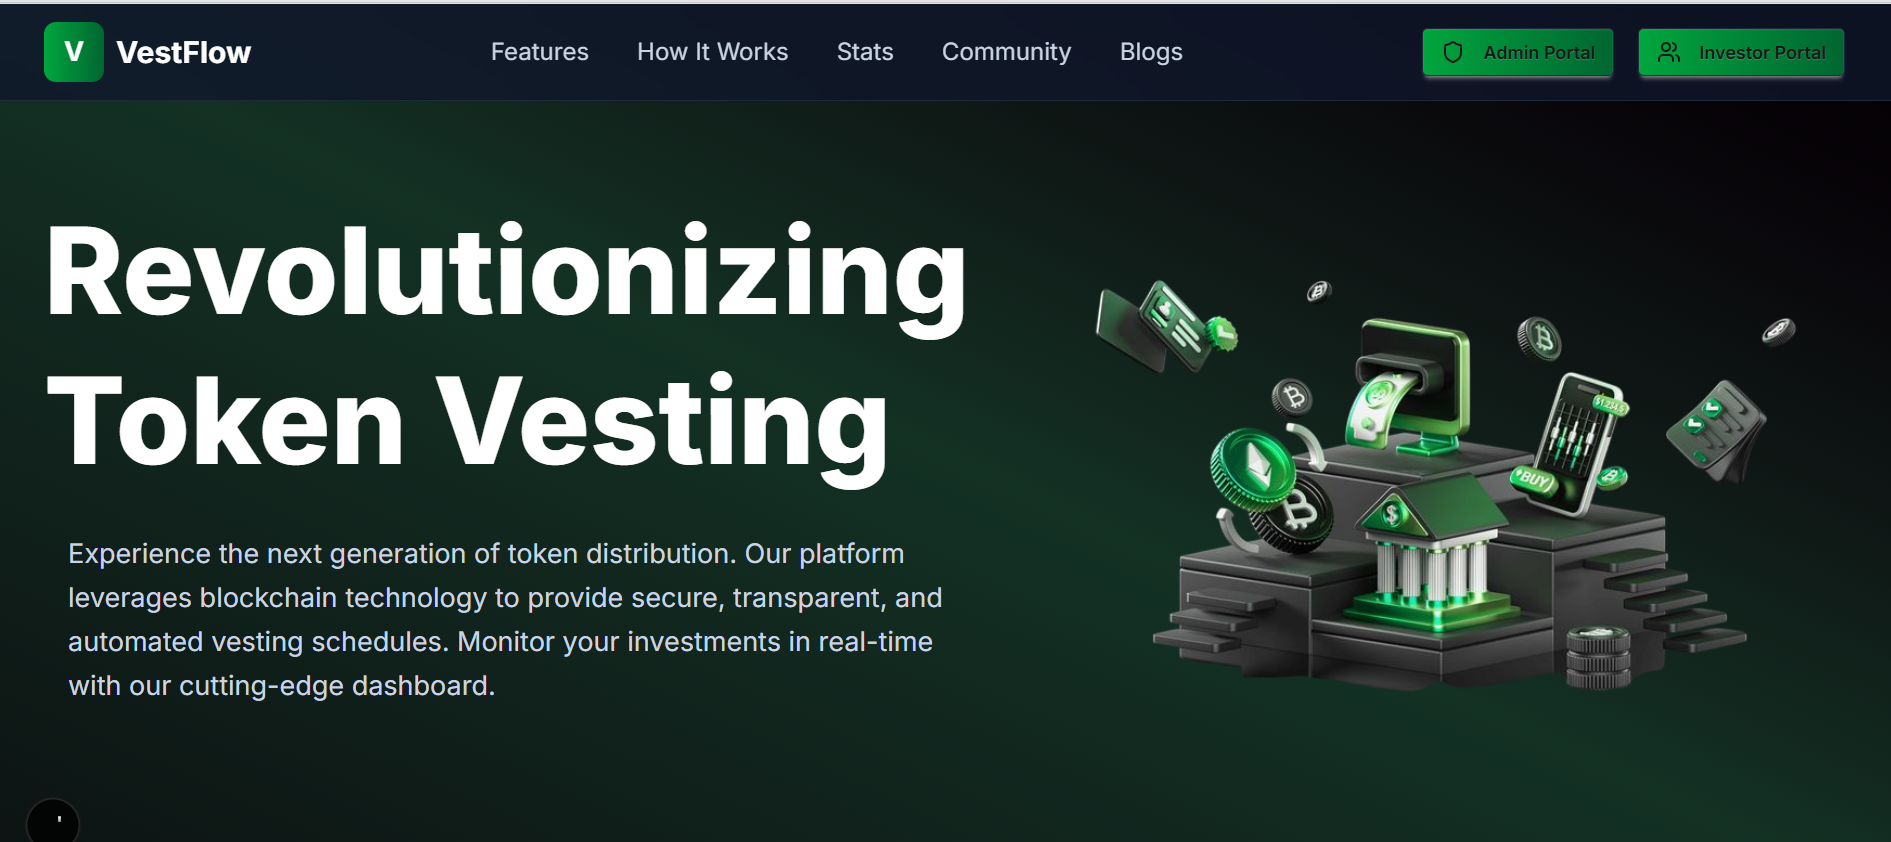 V VestFlow Features How It Works Stats Community Blogs Admin Portal Investor Portal
Revolutionizing
Token Vesting
Experience the next generation of token distribution. Our platform
leverages blockchain technology to provide secure, transparent, and
automated vesting schedules. Monitor your investments in real-time
with our cutting-edge dashboard.
$
BUY